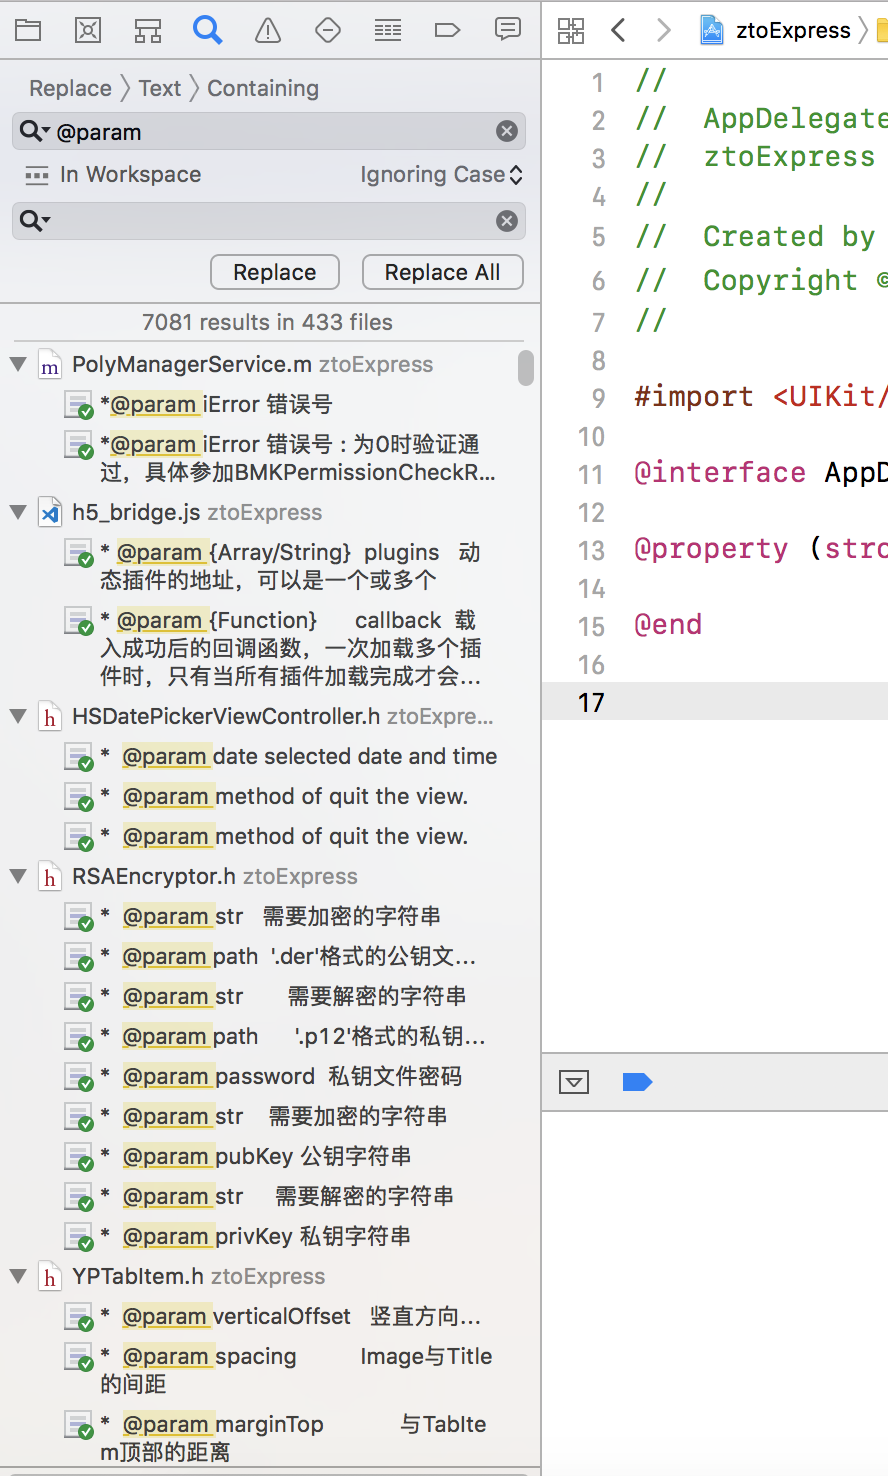 Replace 〉 Text 〉 Containing
@param
In Workspace Ignoring Case
Replace Replace All
7081 results in 433 files
PolyManagerService.m ztoExpress
*@param iError 错误号
*@param iError 错误号 : 为0时验证通
过，具体参加BMKPermissionCheckR...
h5_bridge.js ztoExpress
* @param {Array/String} plugins 动
态插件的地址，可以是一个或多个
* @param {Function} callback 载
入成功后的回调函数，一次加载多个插
件时，只有当所有插件加载完成才会...
HSDatePickerViewController.h ztoExpre...
* @param date selected date and time
* @param method of quit the view.
* @param method of quit the view.
RSAEncryptor.h ztoExpress
* @param str 需要加密的字符串
* @param path '.der'格式的公钥文...
* @param str 需要解密的字符串
* @param path '.p12'格式的私钥...
* @param password 私钥文件密码
* @param str 需要加密的字符串
* @param pubKey 公钥字符串
* @param str 需要解密的字符串
* @param privKey 私钥字符串
YPTabItem.h ztoExpress
* @param verticalOffset 竖直方向...
* @param spacing Image与Title
的间距
* @param marginTop 与TabIte
m顶部的距离
ztoExpress
1 //
2 // AppDelegate
3 // ztoExpress
4 //
5 // Created by
6 // Copyright ©
7 //
8
9 #import <UIKit/
10
11 @interface AppD
12
13 @property (stro
14
15 @end
16
17